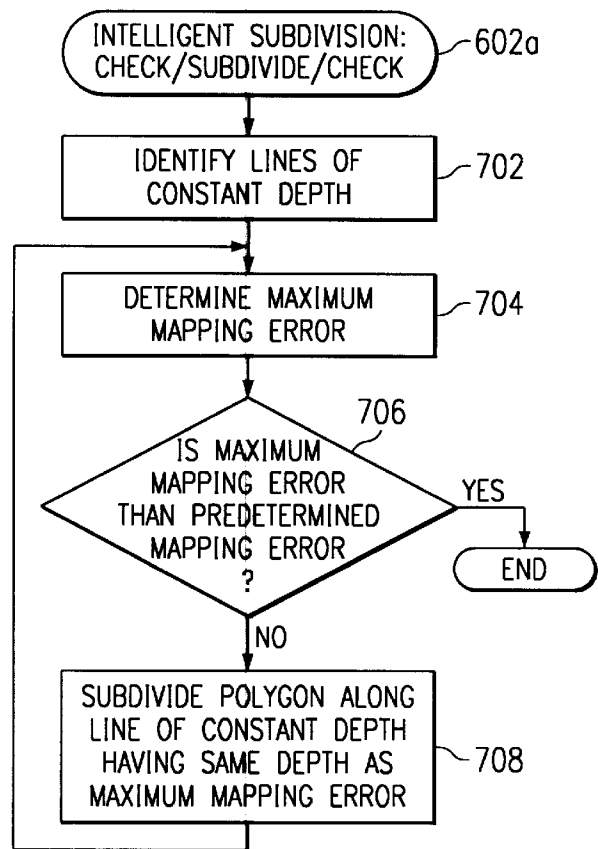 INTELLIGENT SUBDIVISION:
CHECK/SUBDIVIDE/CHECK
602a
IDENTIFY LINES OF
CONSTANT DEPTH
702
DETERMINE MAXIMUM
MAPPING ERROR
704
706
IS MAXIMUM
MAPPING ERROR
THAN PREDETERMINED
MAPPING ERROR
?
YES
END
NO
SUBDIVIDE POLYGON ALONG
LINE OF CONSTANT DEPTH
HAVING SAME DEPTH AS
MAXIMUM MAPPING ERROR
708